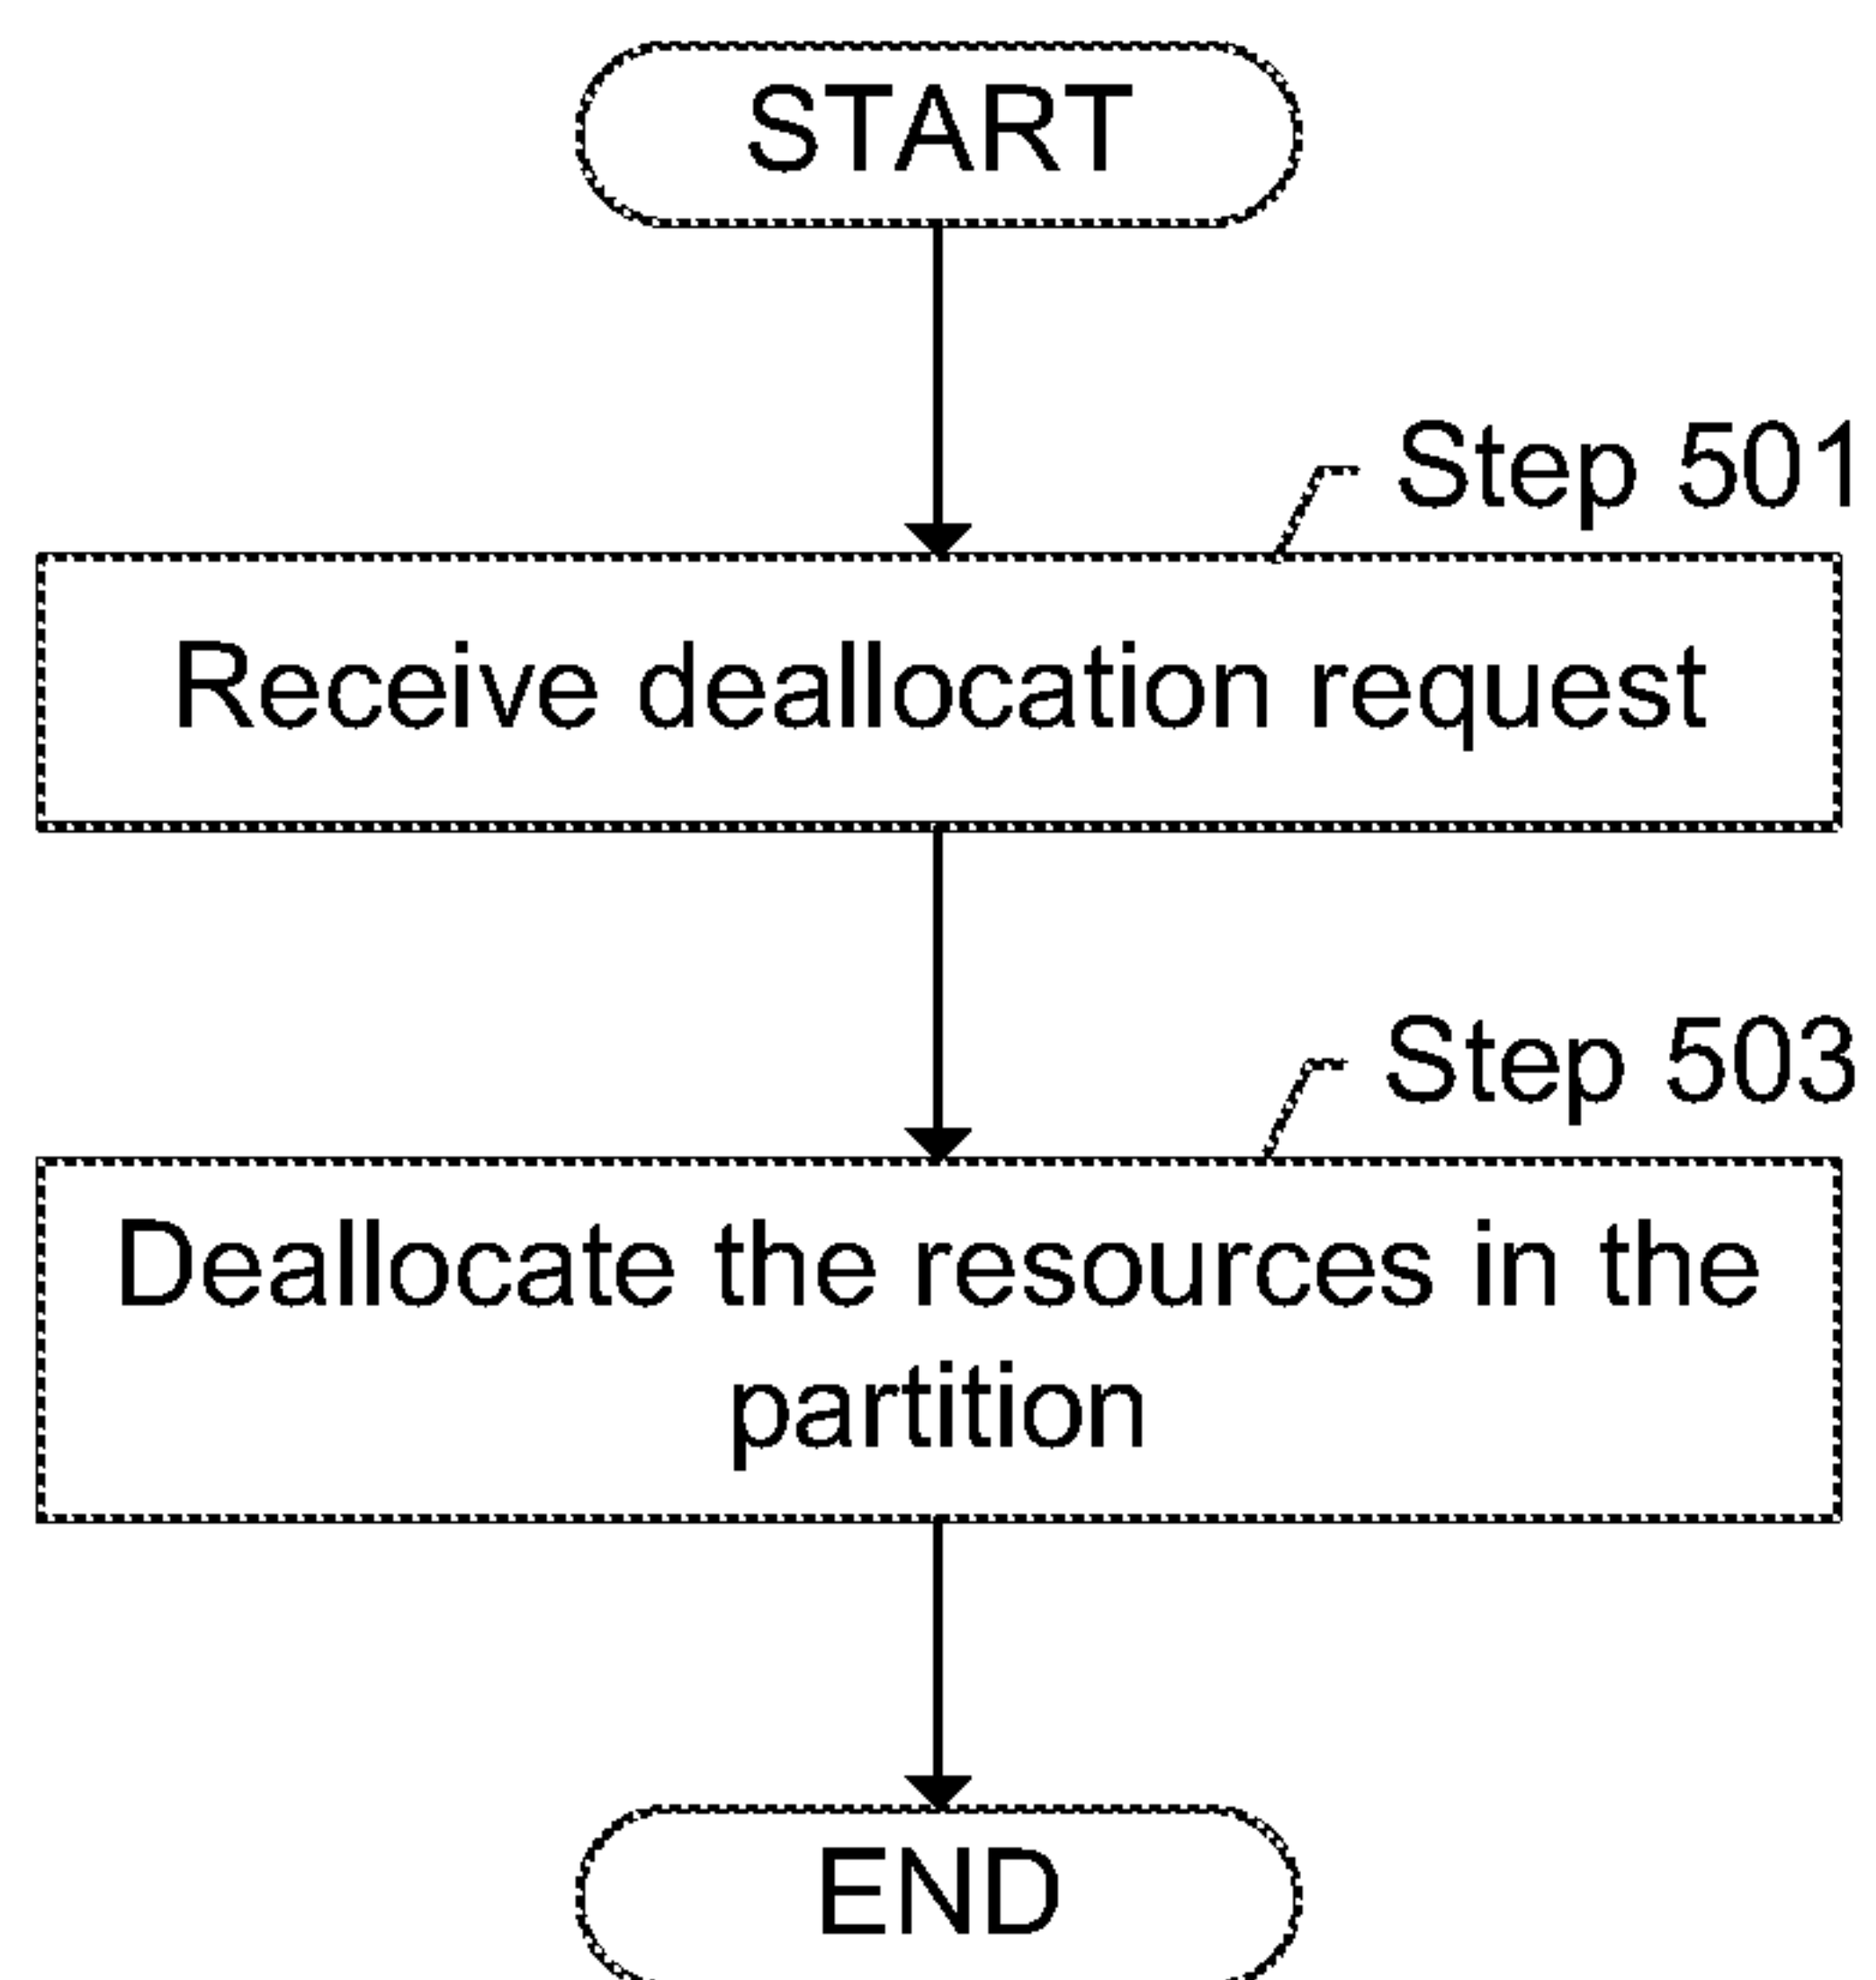 START
Step 501
Receive deallocation request
Step 503
Deallocate the resources in the
partition
END